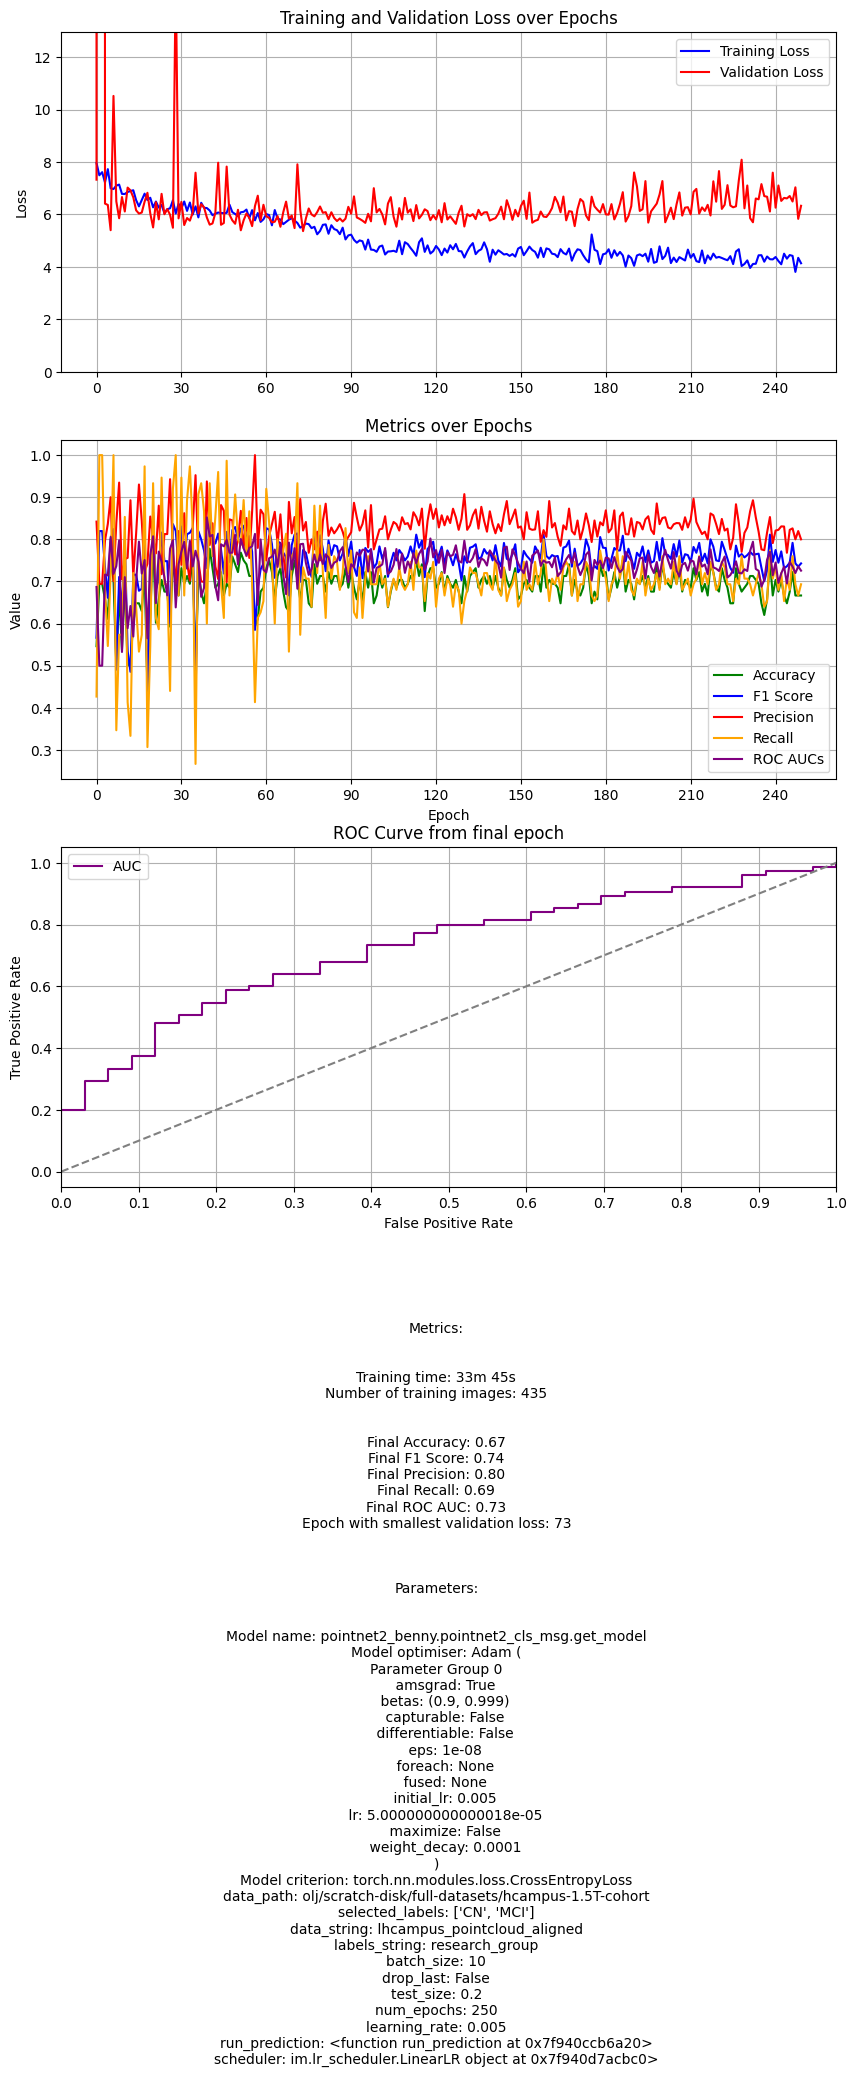 Training and Validation Loss over Epochs
12
10
8
6
4
2
0
Loss
Training Loss
Validation Loss
0 30 60 90 120 150 180 210 240
Metrics over Epochs
1.0
0.9
0.8
0.7
0.6
0.5
0.4
0.3
Value
Accuracy
F1 Score
Precision
Recall
ROC AUCs
0 30 60 90 120 150 180 210 240
Epoch
ROC Curve from final epoch
1.0
0.8
0.6
0.4
0.2
0.0
True Positive Rate
AUC
0.0 0.1 0.2 0.3 0.4 0.5 0.6 0.7 0.8 0.9 1.0
False Positive Rate
Metrics:
Training time: 33m 45s
Number of training images: 435
Final Accuracy: 0.67
Final F1 Score: 0.74
Final Precision: 0.80
Final Recall: 0.69
Final ROC AUC: 0.73
Epoch with smallest validation loss: 73
Parameters:
Model name: pointnet2_benny.pointnet2_cls_msg.get_model
Model optimiser: Adam (
Parameter Group 0
amsgrad: True
betas: (0.9, 0.999)
capturable: False
differentiable: False
eps: 1e-08
foreach: None
fused: None
initial_lr: 0.005
lr: 5.000000000000018e-05
maximize: False
weight_decay: 0.0001
)
Model criterion: torch.nn.modules.loss.CrossEntropyLoss
data_path: olj/scratch-disk/full-datasets/hcampus-1.5T-cohort
selected_labels: ['CN', 'MCI']
data_string: lhcampus_pointcloud_aligned
labels_string: research_group
batch_size: 10
drop_last: False
test_size: 0.2
num_epochs: 250
learning_rate: 0.005
run_prediction: <function run_prediction at 0x7f940ccb6a20>
scheduler: im.lr_scheduler.LinearLR object at 0x7f940d7acbc0>